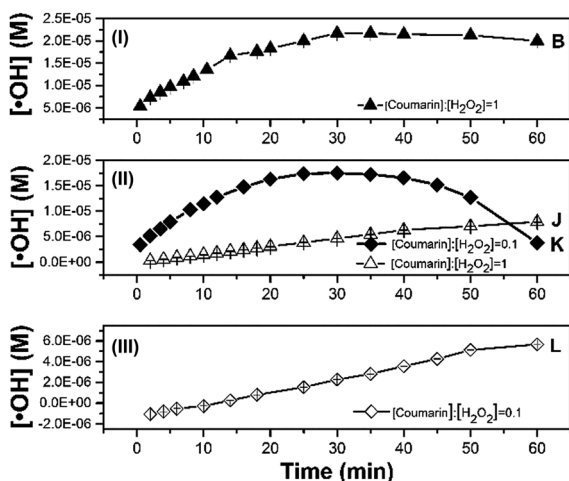 [•OH] (M)
2.5E-05
2.0E-05
1.5E-05
1.0E-05
5.0E-06
(I)
B
[Coumarin]:[H₂O₂]=1
0 10 20 30 40 50 60
[•OH] (M)
2.0E-05
1.5E-05
1.0E-05
5.0E-06
0.0E+00
(II)
J
K
[Coumarin]:[H₂O₂]=0.1
[Coumarin]:[H₂O₂]=1
0 10 20 30 40 50 60
[•OH] (M)
6.0E-06
4.0E-06
2.0E-06
0.0E+00
-2.0E-06
(III)
L
[Coumarin]:[H₂O₂]=0.1
0 10 20 30 40 50 60
Time (min)